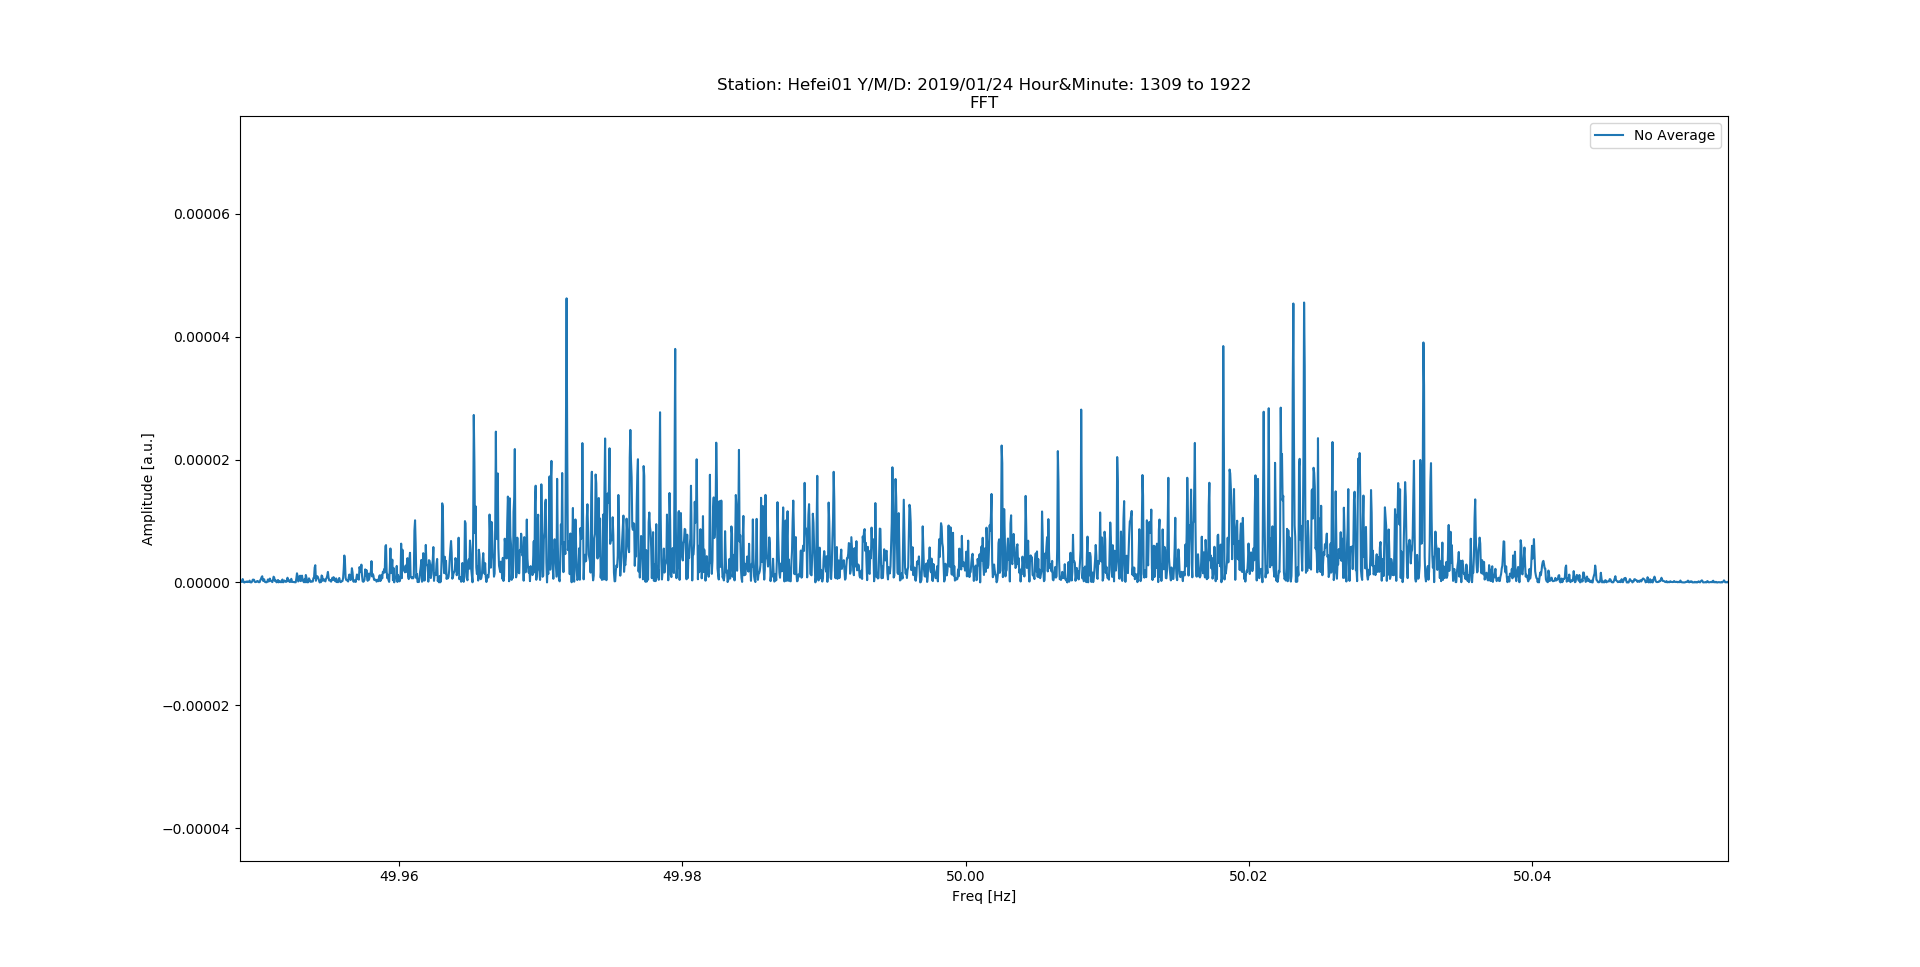 Station: Hefei01 Y/M/D: 2019/01/24 Hour&Minute: 1309 to 1922
FFT
No Average
0.00006
0.00004
0.00002
0.00000
−0.00002
−0.00004
Amplitude [a.u.]
49.96
49.98
50.00
50.02
50.04
Freq [Hz]